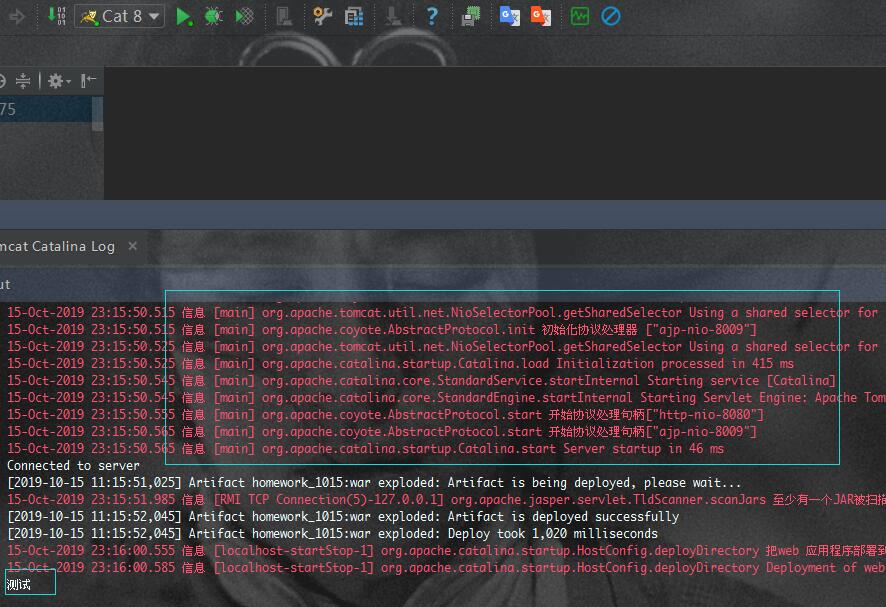 Cat 8
75
mcat Catalina Log
ut
15-Oct-2019 23:15:50.515 信息 [main] org.apache.tomcat.util.net.NioSelectorPool.getSharedSelector Using a shared selector for
15-Oct-2019 23:15:50.515 信息 [main] org.apache.coyote.AbstractProtocol.init 初始化协议处理器 ["ajp-nio-8009"]
15-Oct-2019 23:15:50.525 信息 [main] org.apache.tomcat.util.net.NioSelectorPool.getSharedSelector Using a shared selector for
15-Oct-2019 23:15:50.525 信息 [main] org.apache.catalina.startup.Catalina.load Initialization processed in 415 ms
15-Oct-2019 23:15:50.545 信息 [main] org.apache.catalina.core.StandardService.startInternal Starting service [Catalina]
15-Oct-2019 23:15:50.545 信息 [main] org.apache.catalina.core.StandardEngine.startInternal Starting Servlet Engine: Apache Tom
15-Oct-2019 23:15:50.555 信息 [main] org.apache.coyote.AbstractProtocol.start 开始协议处理句柄["http-nio-8080"]
15-Oct-2019 23:15:50.565 信息 [main] org.apache.coyote.AbstractProtocol.start 开始协议处理句柄["ajp-nio-8009"]
15-Oct-2019 23:15:50.565 信息 [main] org.apache.catalina.startup.Catalina.start Server startup in 46 ms
Connected to server
[2019-10-15 11:15:51,025] Artifact homework_1015:war exploded: Artifact is being deployed, please wait...
15-Oct-2019 23:15:51.985 信息 [RMI TCP Connection(5)-127.0.0.1] org.apache.jasper.servlet.TldScanner.scanJars 至少有一个JAR被扫描
[2019-10-15 11:15:52,045] Artifact homework_1015:war exploded: Artifact is deployed successfully
[2019-10-15 11:15:52,045] Artifact homework_1015:war exploded: Deploy took 1,020 milliseconds
15-Oct-2019 23:16:00.555 信息 [localhost-startStop-1] org.apache.catalina.startup.HostConfig.deployDirectory 把web 应用程序部署到
15-Oct-2019 23:16:00.585 信息 [localhost-startStop-1] org.apache.catalina.startup.HostConfig.deployDirectory Deployment of web
测试